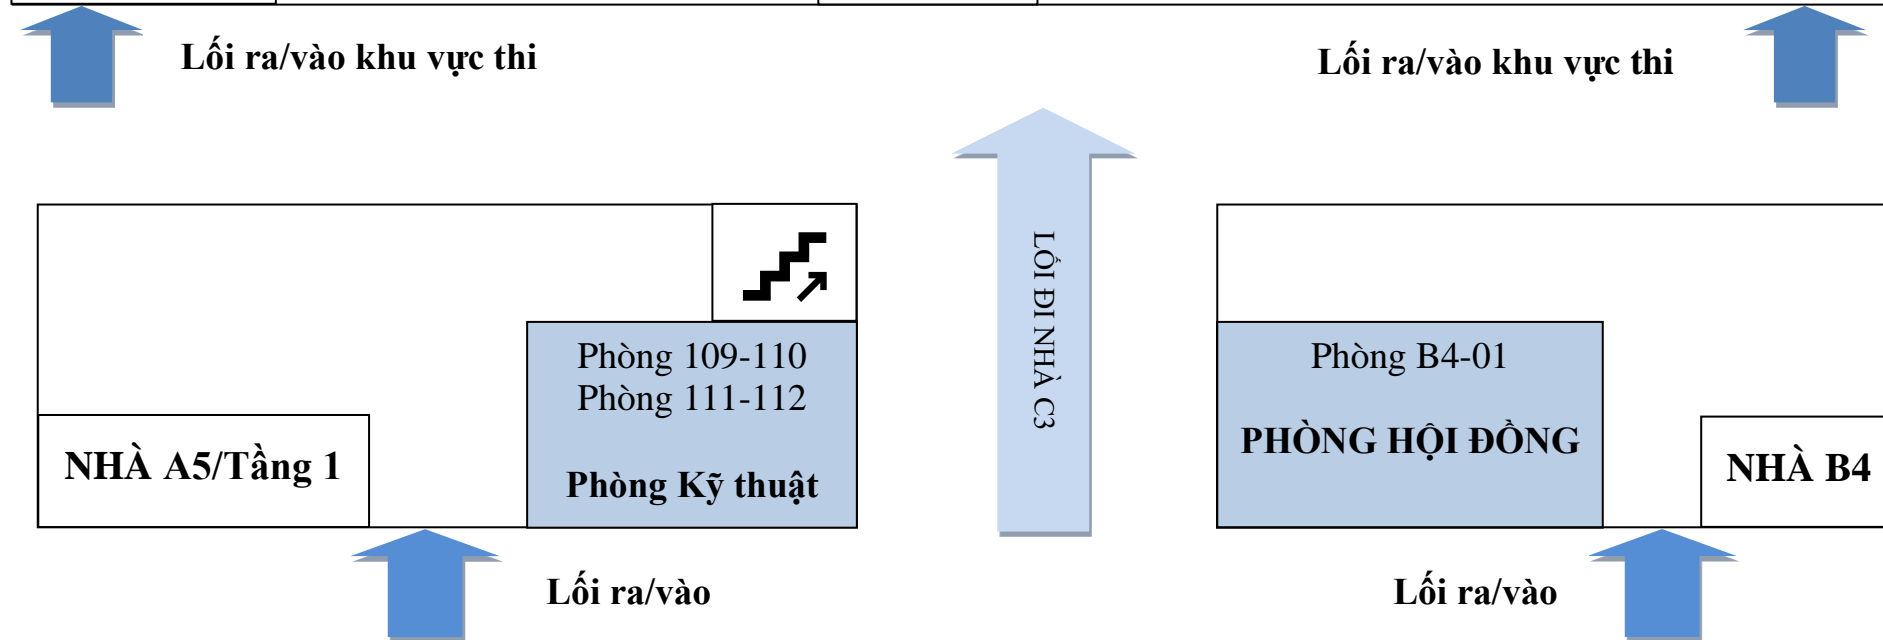 Lối ra/vào khu vực thi
Lối ra/vào khu vực thi
LỐI ĐI NHÀ C3
Phòng 109-110
Phòng 111-112
Phòng Kỹ thuật
NHÀ A5/Tầng 1
Phòng B4-01
PHÒNG HỘI ĐỒNG
NHÀ B4
Lối ra/vào
Lối ra/vào